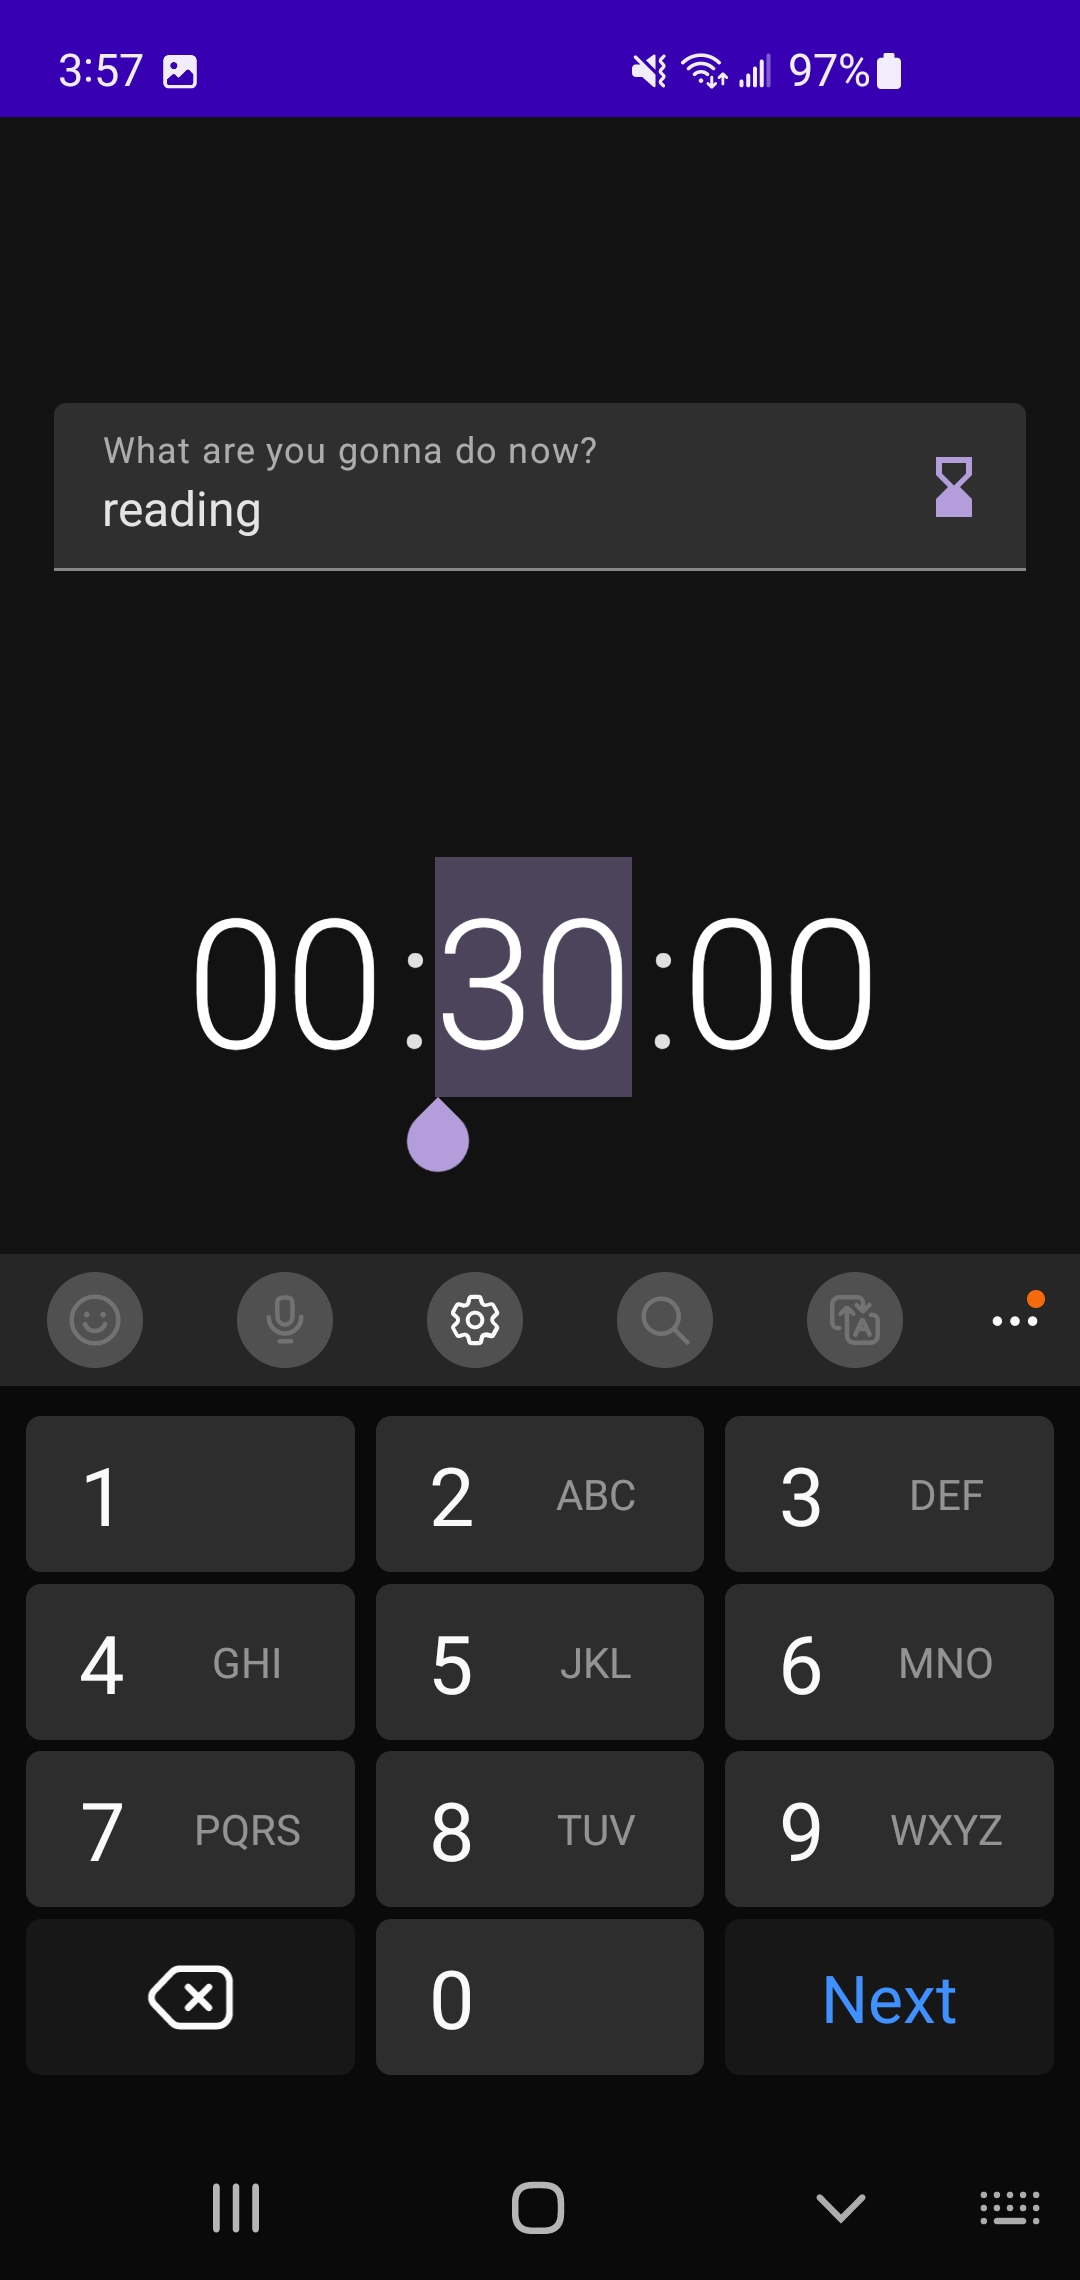 3:57 97%
What are you gonna do now?
reading
00:30:00
1 2 ABC 3 DEF
4 GHI 5 JKL 6 MNO
7 PQRS 8 TUV 9 WXYZ
0 Next